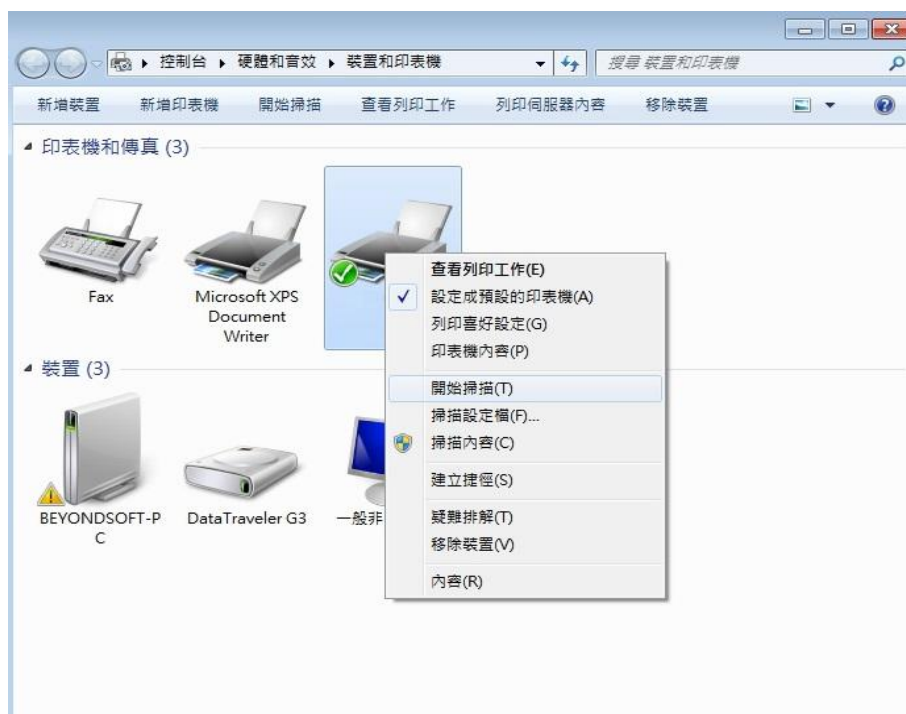 控制台 硬體和音效 裝置和印表機 搜尋 裝置和印表機
新增裝置 新增印表機 開始掃描 查看列印工作 列印伺服器內容 移除裝置
印表機和傳真 (3)
Fax
Microsoft XPS
Document
Writer
查看列印工作(E)
設定成預設的印表機(A)
列印喜好設定(G)
印表機內容(P)
開始掃描(T)
掃描設定檔(F)...
掃描內容(C)
建立捷徑(S)
疑難排解(T)
移除裝置(V)
內容(R)
裝置 (3)
BEYONDSOFT-P
C
DataTraveler G3
一般非